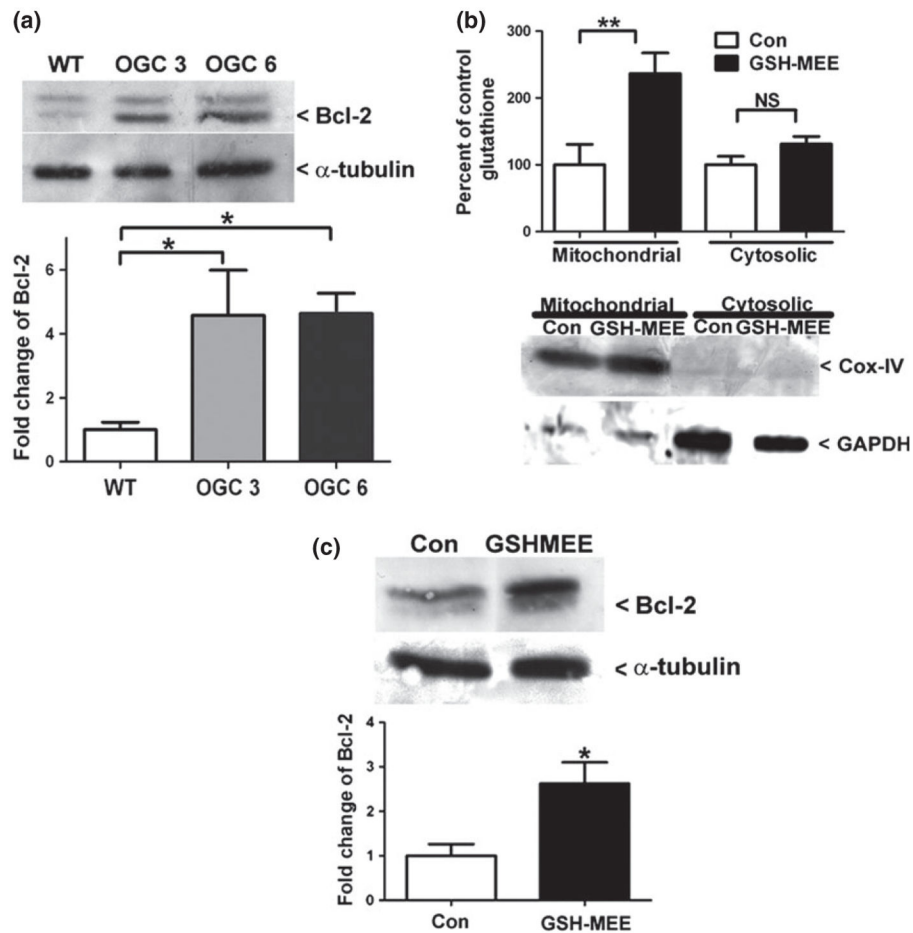 (a)
WT OGC 3 OGC 6
< Bcl-2
< α-tubulin
Fold change of Bcl-2
6
4
2
0
* *
WT OGC 3 OGC 6
(b)
Percent of control
glutathione
300
200
100
0
**
NS
Con
GSH-MEE
Mitochondrial Cytosolic
Mitochondrial Cytosolic
Con GSH-MEE Con GSH-MEE
< Cox-IV
< GAPDH
(c)
Con GSHMEE
< Bcl-2
< α-tubulin
Fold change of Bcl-2
4
3
2
1
0
*
Con GSH-MEE